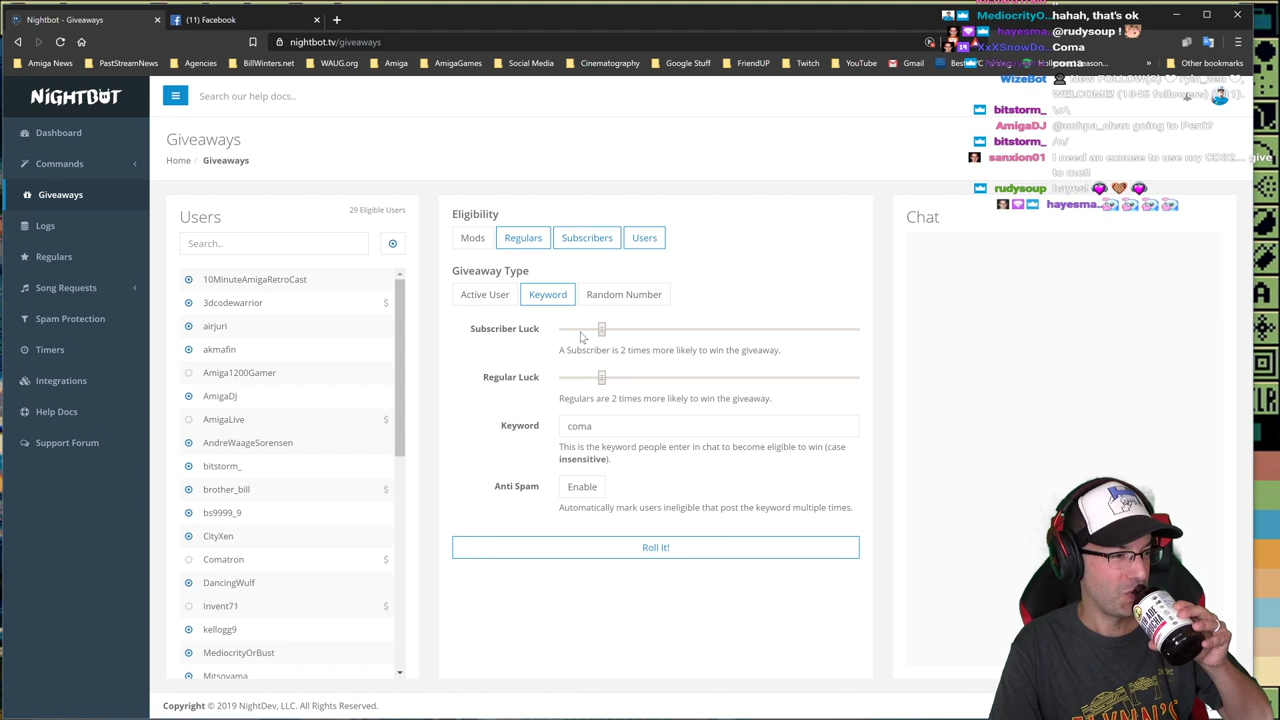 Nightbot - Giveaways
(11) Facebook
nightbot.tv/giveaways
Amiga News
PastStreamNews
Agencies
BillWinters.net
WAUG.org
Amiga
AmigaGames
Social Media
Cinematography
Google Stuff
FriendUP
Twitch
YouTube
Gmail
MediocrityO... hahah, that's ok
hayesma... @rudysoup !
XxXSnowDo... Coma
coma
WizeBot New FOLLOW(S)
WELCOME! (1845 followers)
bitstorm_ \o\
AmigaDJ @unhpa_chan going to Perf?
bitstorm_ /o/
sanxion01 I need an excuse to use my CD32.... give
to me!!
rudysoup hayes!
hayesma...
NIGHTBOT
Search our help docs..
Dashboard
Commands
Giveaways
Logs
Regulars
Song Requests
Spam Protection
Timers
Integrations
Help Docs
Support Forum
Giveaways
Home / Giveaways
Users
29 Eligible Users
Search..
10MinuteAmigaRetroCast
3dcodewarrior $
airjuri
akmafin
Amiga1200Gamer
AmigaDJ
AmigaLive $
AndreWaageSorensen
bitstorm_
brother_bill $
bs9999_9
CityXen
Comatron $
DancingWulf
Invent71 $
kellogg9
MediocrityOrBust
Mitsoyama
Eligibility
Mods
Regulars
Subscribers
Users
Giveaway Type
Active User
Keyword
Random Number
Subscriber Luck
A Subscriber is 2 times more likely to win the giveaway.
Regular Luck
Regulars are 2 times more likely to win the giveaway.
Keyword
coma
This is the keyword people enter in chat to become eligible to win (case
insensitive).
Anti Spam
Enable
Automatically mark users ineligible that post the keyword multiple times.
Roll It!
Chat
Copyright © 2019 NightDev, LLC. All Rights Reserved.